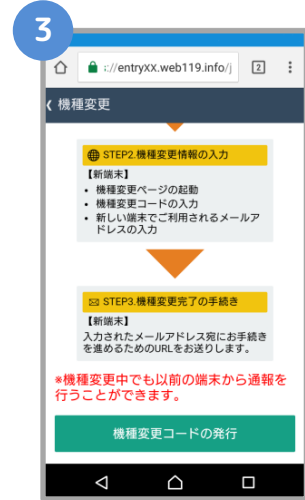 3
://entryXX.web119.info/j
2
機種変更
STEP2.機種変更情報の入力
【新端末】
• 機種変更ページの起動
• 機種変更コードの入力
• 新しい端末でご利用されるメールア
ドレスの入力
STEP3.機種変更完了の手続き
【新端末】
入力されたメールアドレス宛にお手続き
を進めるためのURLをお送りします。
※機種変更中でも以前の端末から通報を
行うことができます。
機種変更コードの発行